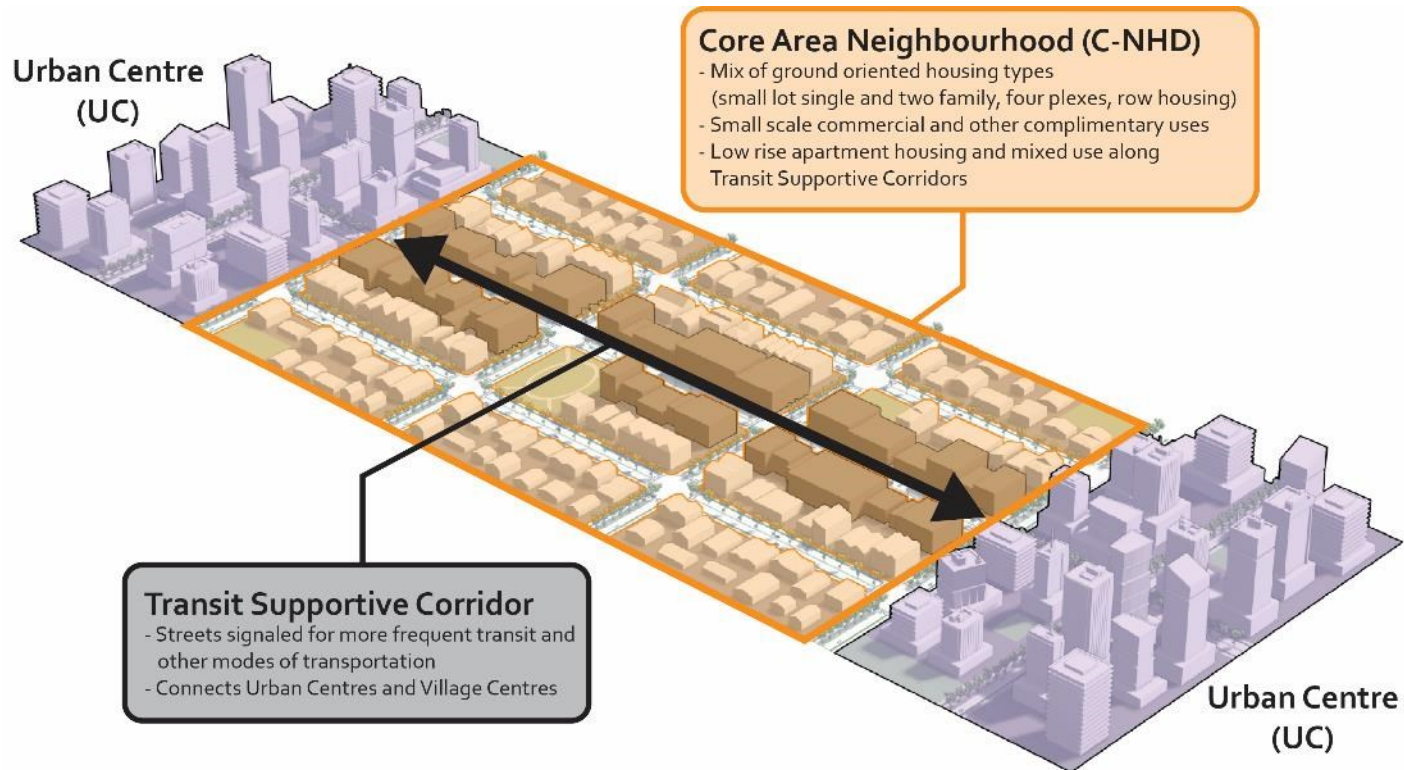 Urban Centre
(UC)
Core Area Neighbourhood (C-NHD)
- Mix of ground oriented housing types
(small lot single and two family, four plexes, row housing)
- Small scale commercial and other complimentary uses
- Low rise apartment housing and mixed use along
Transit Supportive Corridors
Transit Supportive Corridor
- Streets signaled for more frequent transit and
other modes of transportation
- Connects Urban Centres and Village Centres
Urban Centre
(UC)